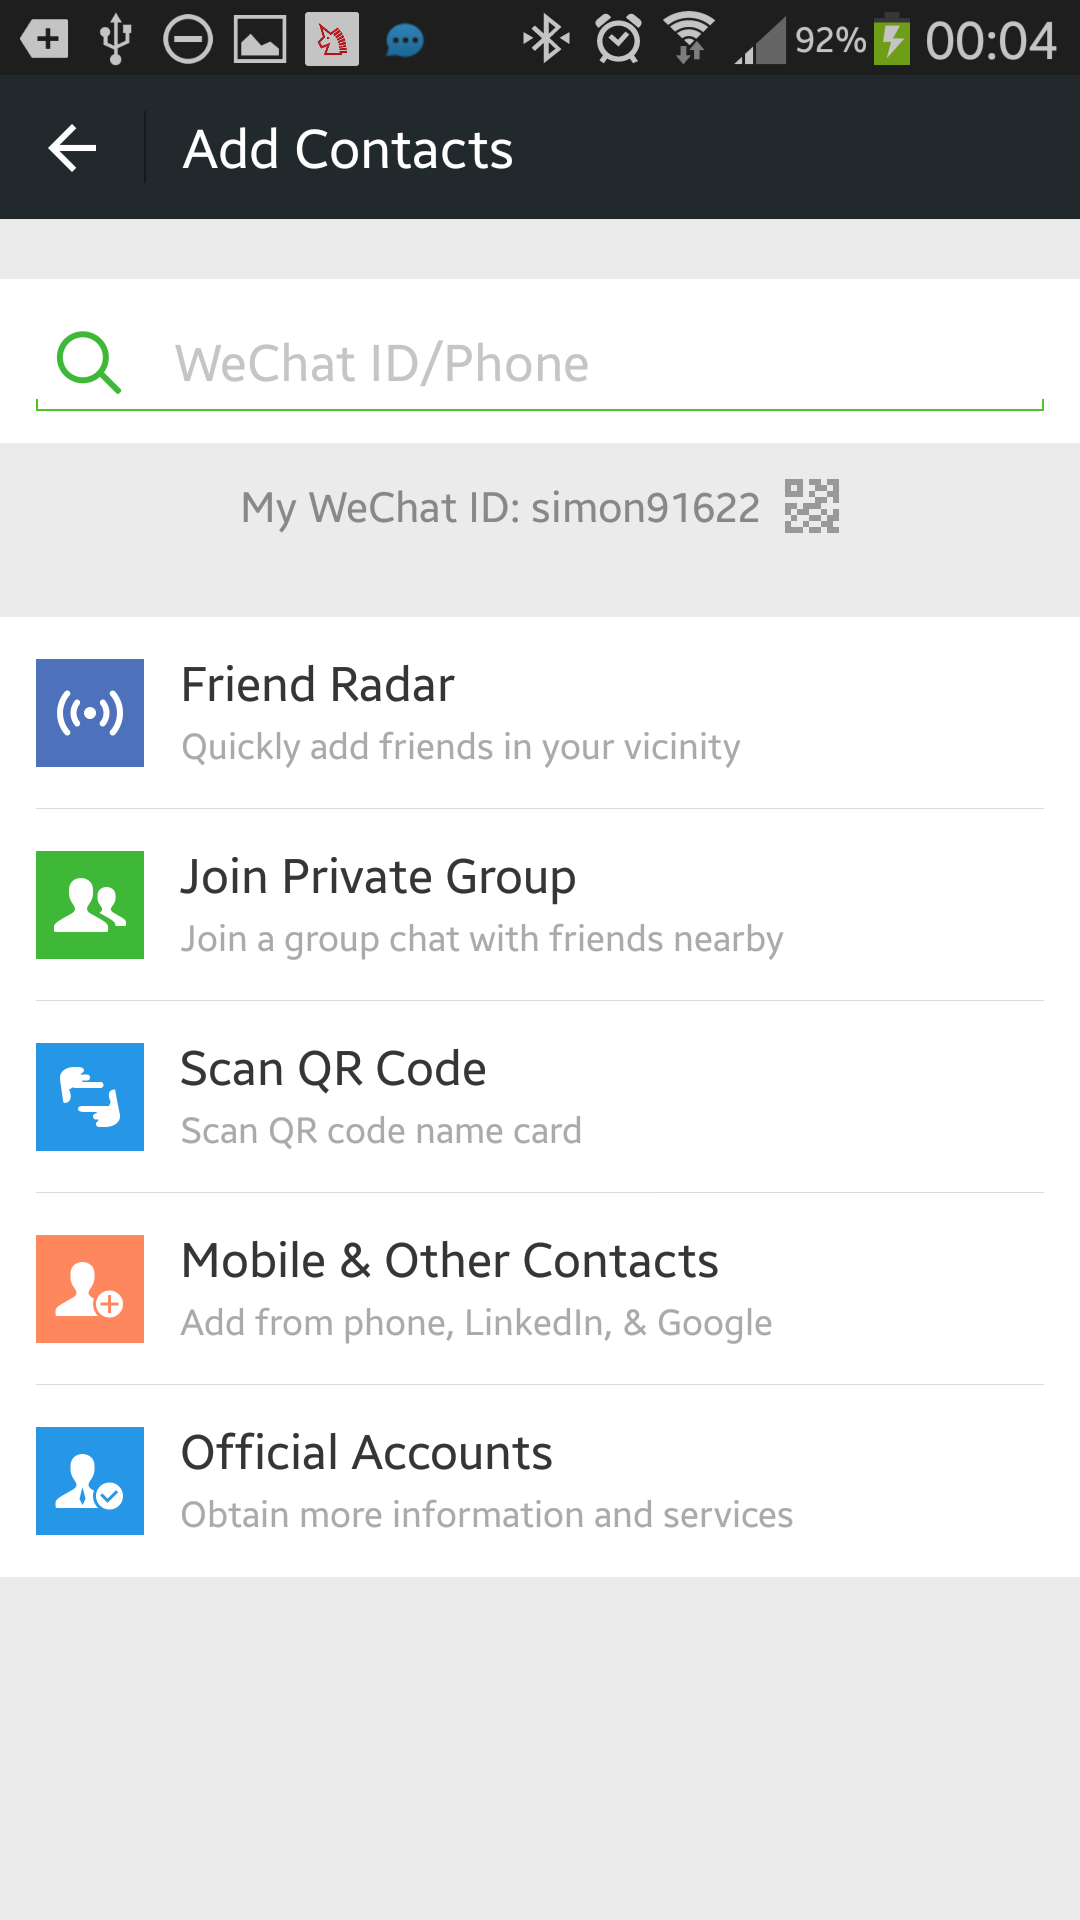 92% 00:04
Add Contacts
WeChat ID/Phone
My WeChat ID: simon91622
Friend Radar
Quickly add friends in your vicinity
Join Private Group
Join a group chat with friends nearby
Scan QR Code
Scan QR code name card
Mobile & Other Contacts
Add from phone, LinkedIn, & Google
Official Accounts
Obtain more information and services